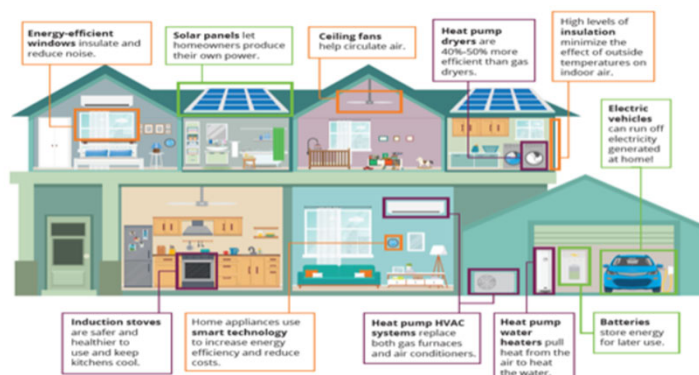 Energy-efficient
windows insulate and
reduce noise.
Solar panels let
homeowners produce
their own power.
Ceiling fans
help circulate air.
Heat pump
dryers are
40%-50% more
efficient than gas
dryers.
High levels of
insulation
minimize the
effect of outside
temperatures on
indoor air.
Electric
vehicles
can run off
electricity
generated
at home!
Induction stoves
are safer and
healthier to
use and keep
kitchens cool.
Home appliances use
smart technology
to increase energy
efficiency and reduce
costs.
Heat pump HVAC
systems replace
both gas furnaces
and air conditioners.
Heat pump
water
heaters pull
heat from the
air to heat
the water.
Batteries
store energy
for later use.